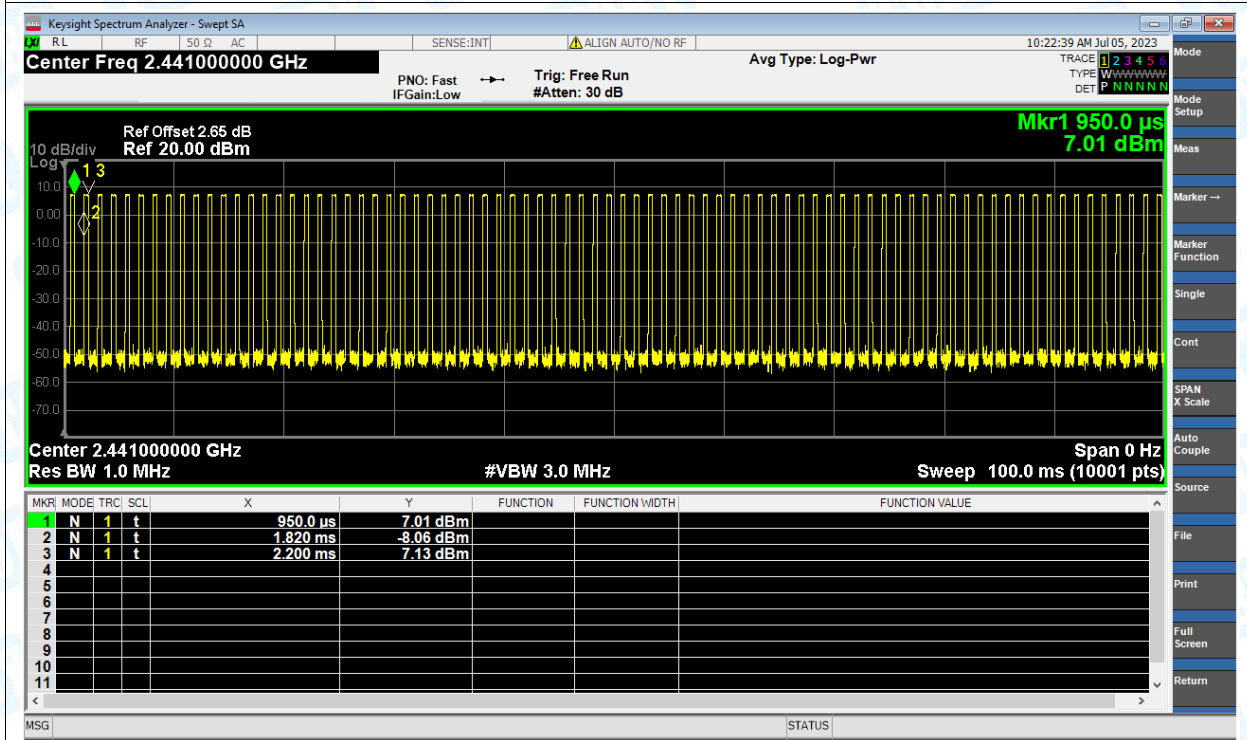 Keysight Spectrum Analyzer - Swept SA
LXI RL RF 50 Ω AC SENSE:INT ALIGN AUTO/NO RF 10:22:39 AM Jul 05, 2023
Center Freq 2.441000000 GHz
PNO: Fast
IFGain:Low
Trig: Free Run
#Atten: 30 dB
Avg Type: Log-Pwr
TRACE 1 2 3 4 5 6
TYPE WWWWWW
DET P N N N N N
Mkr1 950.0 µs
7.01 dBm
Ref Offset 2.65 dB
10 dB/div Ref 20.00 dBm
Log
1 3
2
10.0
0.00
-10.0
-20.0
-30.0
-40.0
-50.0
-60.0
-70.0
Center 2.441000000 GHz Span 0 Hz
Res BW 1.0 MHz #VBW 3.0 MHz Sweep 100.0 ms (10001 pts)
MKR MODE TRC SCL X Y FUNCTION FUNCTION WIDTH FUNCTION VALUE
1 N 1 t 950.0 µs 7.01 dBm
2 N 1 t 1.820 ms -8.06 dBm
3 N 1 t 2.200 ms 7.13 dBm
4
5
6
7
8
9
10
11
MSG STATUS
Mode
Mode
Setup
Meas
Marker→
Marker
Function
Single
Cont
SPAN
X Scale
Auto
Couple
Source
File
Print
Full
Screen
Return